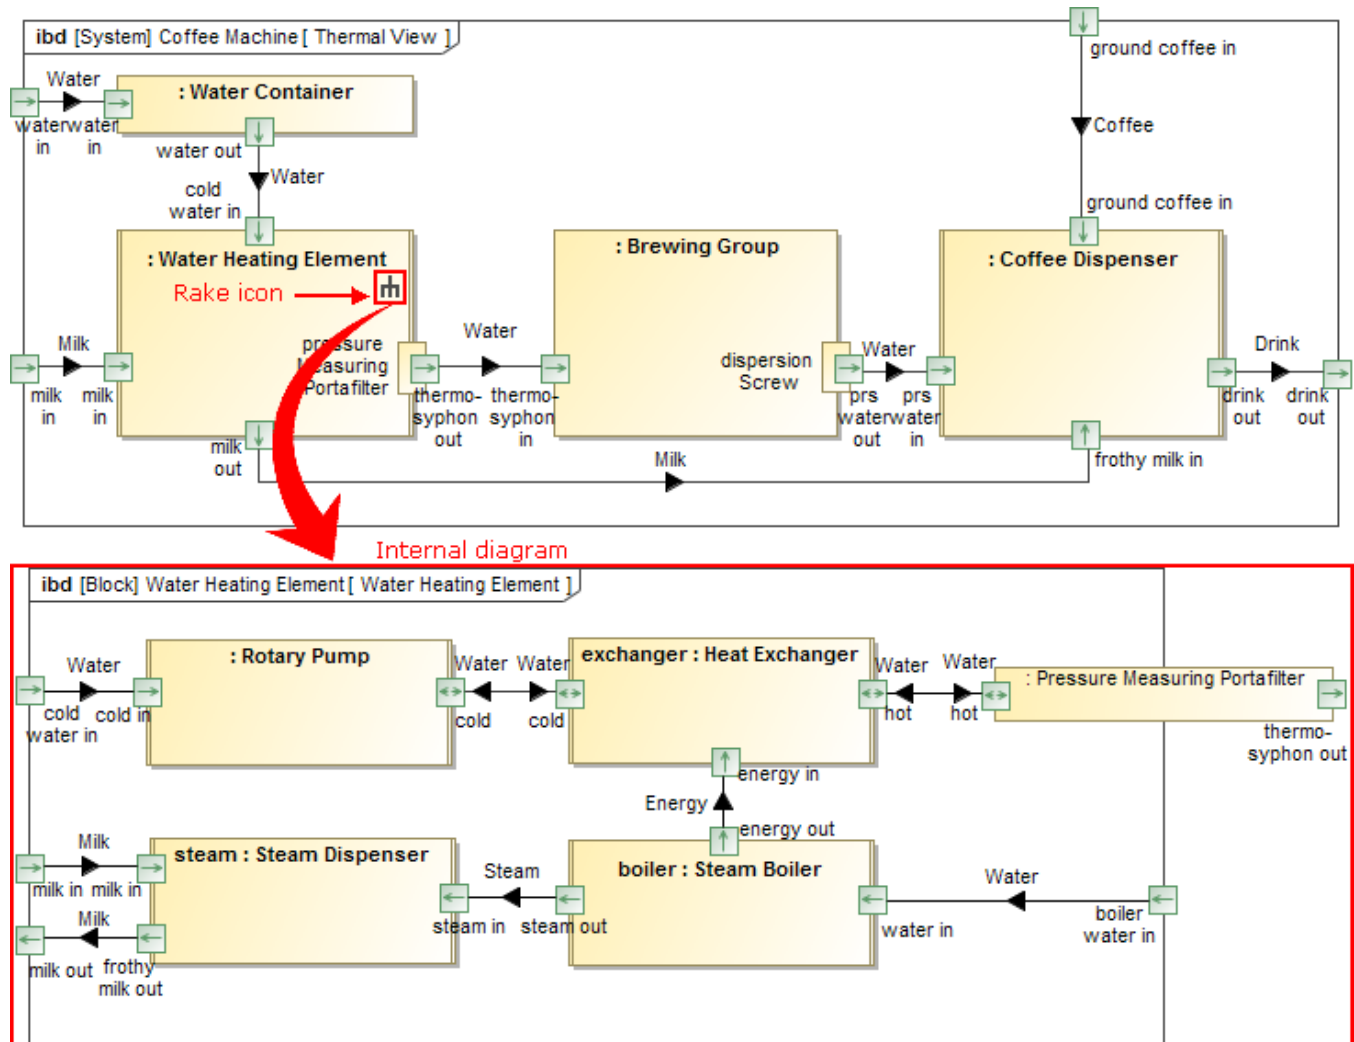 ibd [System] Coffee Machine [ Thermal View ]
ground coffee in
Water
: Water Container
water in
water in
water out
Coffee
Water
cold
water in
ground coffee in
: Water Heating Element
: Brewing Group
: Coffee Dispenser
Rake icon
Milk
pressure
Measuring
Portafilter
Water
dispersion
Screw
Water
Drink
milk
in
milk
in
thermo-
syphon
out
thermo-
syphon
in
prs
water
out
prs
water
in
drink
out
drink
out
milk
out
Milk
frothy milk in
Internal diagram
ibd [Block] Water Heating Element [ Water Heating Element ]
Water
: Rotary Pump
Water
Water
exchanger : Heat Exchanger
Water
Water
: Pressure Measuring Portafilter
cold
water in
cold in
cold
cold
hot
hot
thermo-
syphon out
energy in
Energy
energy out
Milk
steam : Steam Dispenser
Steam
boiler : Steam Boiler
Water
milk in
milk in
Milk
steam in
steam out
water in
boiler
water in
milk out
frothy
milk out